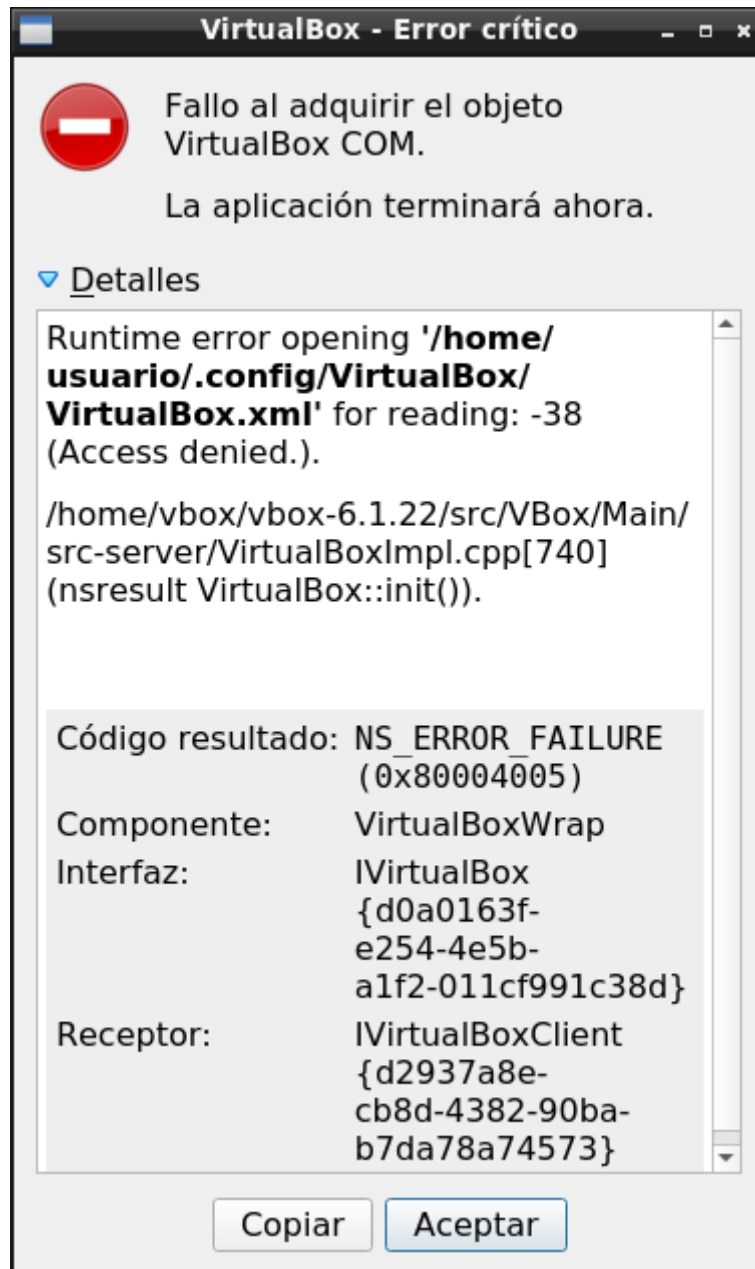 VirtualBox - Error crítico
Fallo al adquirir el objeto
VirtualBox COM.
La aplicación terminará ahora.
Detalles
Runtime error opening '/home/
usuario/.config/VirtualBox/
VirtualBox.xml' for reading: -38
(Access denied.).
/home/vbox/vbox-6.1.22/src/VBox/Main/
src-server/VirtualBoxImpl.cpp[740]
(nsresult VirtualBox::init()).
Código resultado: NS_ERROR_FAILURE
(0x80004005)
Componente: VirtualBoxWrap
Interfaz: IVirtualBox
{d0a0163f-
e254-4e5b-
a1f2-011cf991c38d}
Receptor: IVirtualBoxClient
{d2937a8e-
cb8d-4382-90ba-
b7da78a74573}
Copiar Aceptar